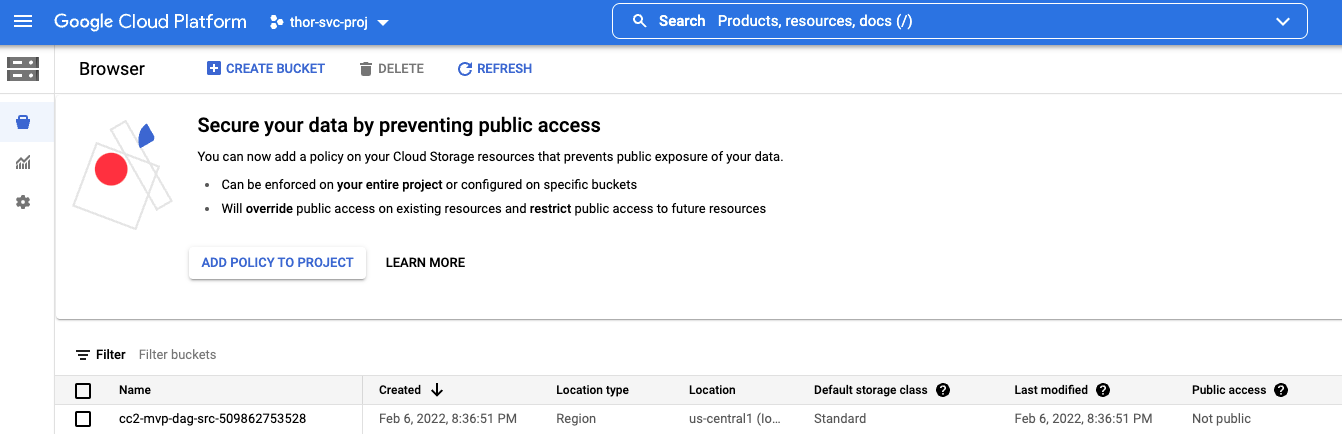 Google Cloud Platform thor-svc-proj Search Products, resources, docs (/)
Browser CREATE BUCKET DELETE REFRESH
Secure your data by preventing public access
You can now add a policy on your Cloud Storage resources that prevents public exposure of your data.
• Can be enforced on your entire project or configured on specific buckets
• Will override public access on existing resources and restrict public access to future resources
ADD POLICY TO PROJECT LEARN MORE
Filter Filter buckets
Name Created Location type Location Default storage class Last modified Public access
cc2-mvp-dag-src-509862753528 Feb 6, 2022, 8:36:51 PM Region us-central1 (Io... Standard Feb 6, 2022, 8:36:51 PM Not public